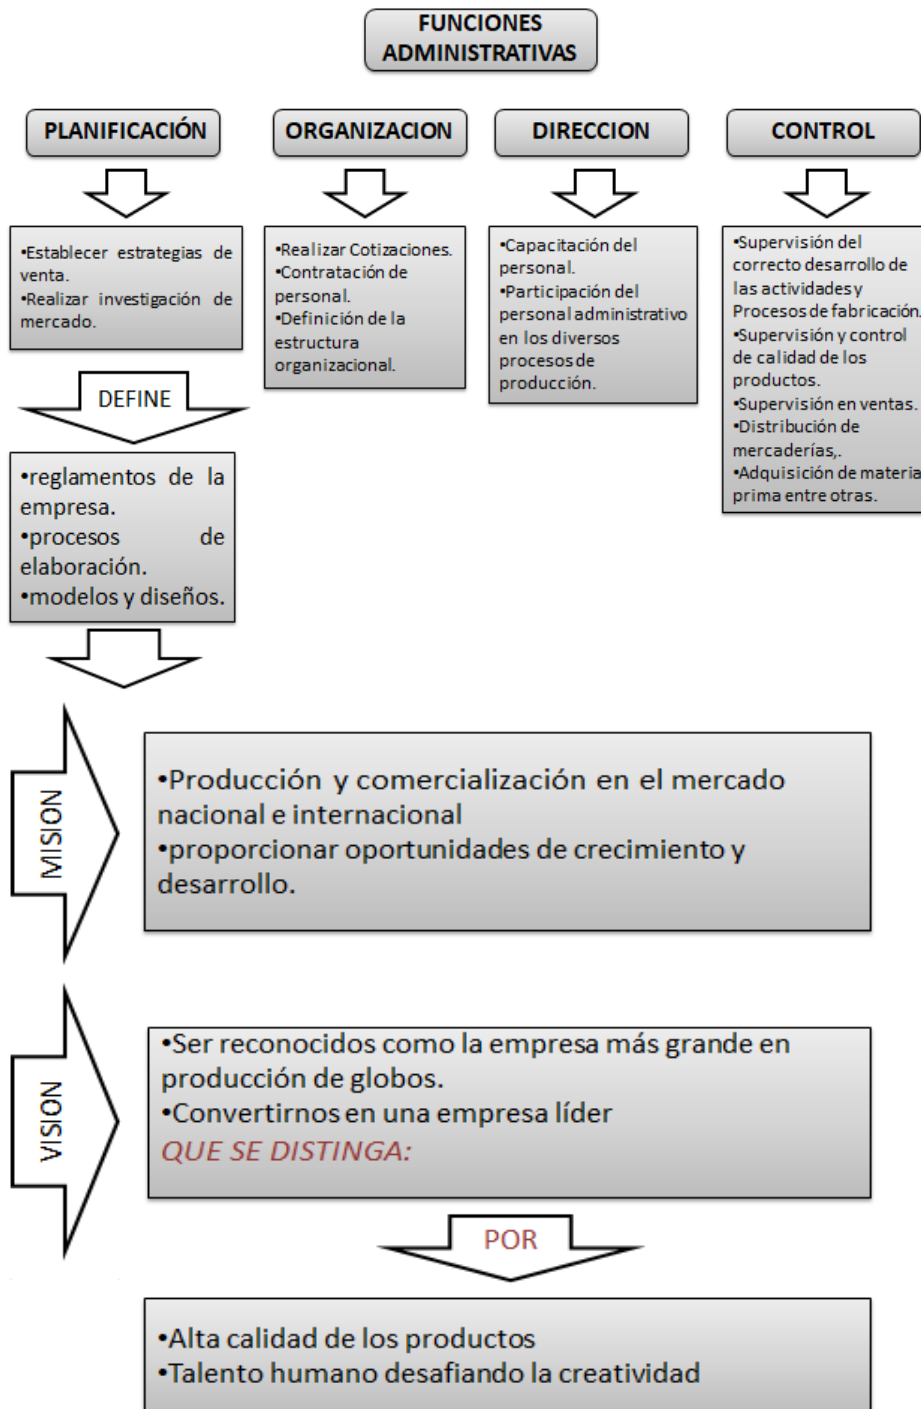 FUNCIONES
ADMINISTRATIVAS
PLANIFICACIÓN
ORGANIZACION
DIRECCION
CONTROL
•Establecer estrategias de
venta.
•Realizar investigación de
mercado.
•Realizar Cotizaciones.
•Contratación de
personal.
•Definición de la
estructura
organizacional.
•Capacitación del
personal.
•Participación del
personal administrativo
en los diversos
procesos de
producción.
•Supervisión del
correcto desarrollo de
las actividades y
Procesos de fabricación.
•Supervisión y control
de calidad de los
productos.
•Supervisión en ventas.
•Distribución de
mercaderías,.
•Adquisición de materia
prima entre otras.
DEFINE
•reglamentos de la
empresa.
•procesos de
elaboración.
•modelos y diseños.
MISION
•Producción y comercialización en el mercado
nacional e internacional
•proporcionar oportunidades de crecimiento y
desarrollo.
VISION
•Ser reconocidos como la empresa más grande en
producción de globos.
•Convertirnos en una empresa líder
QUE SE DISTINGA:
POR
•Alta calidad de los productos
•Talento humano desafiando la creatividad